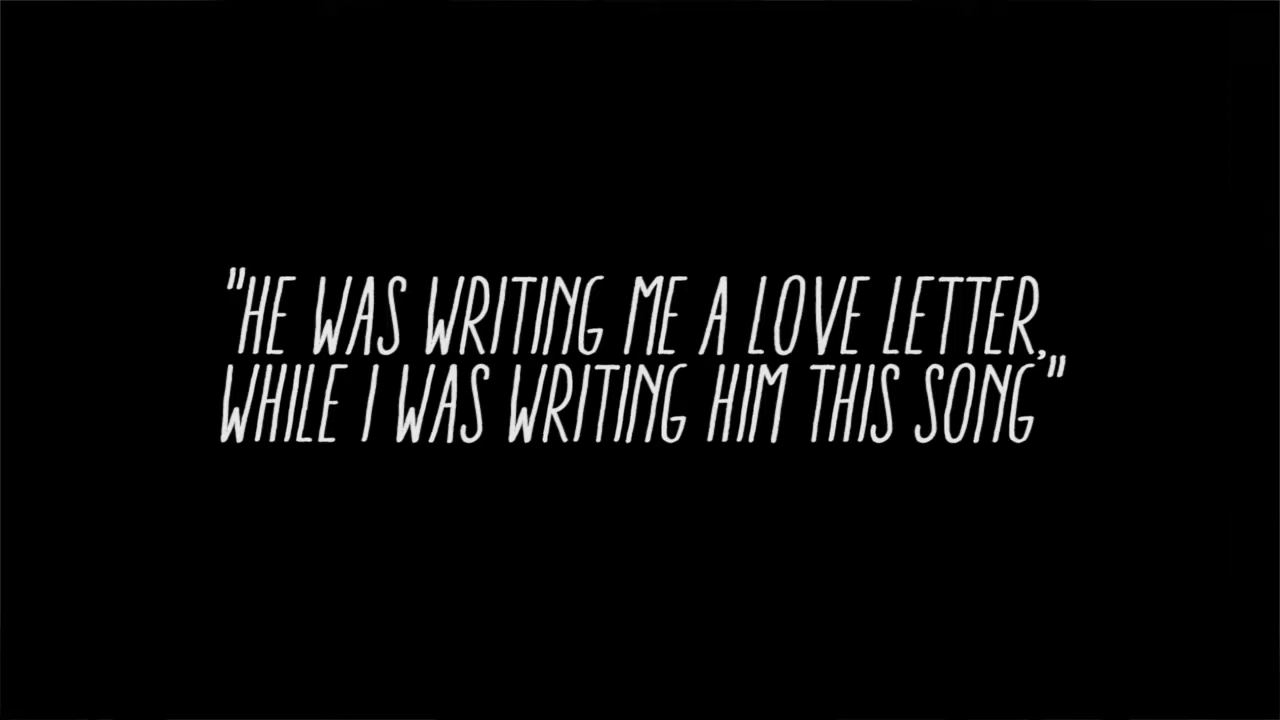 "HE WAS WRITING ME A LOVE LETTER,
WHILE I WAS WRITING HIM THIS SONG"